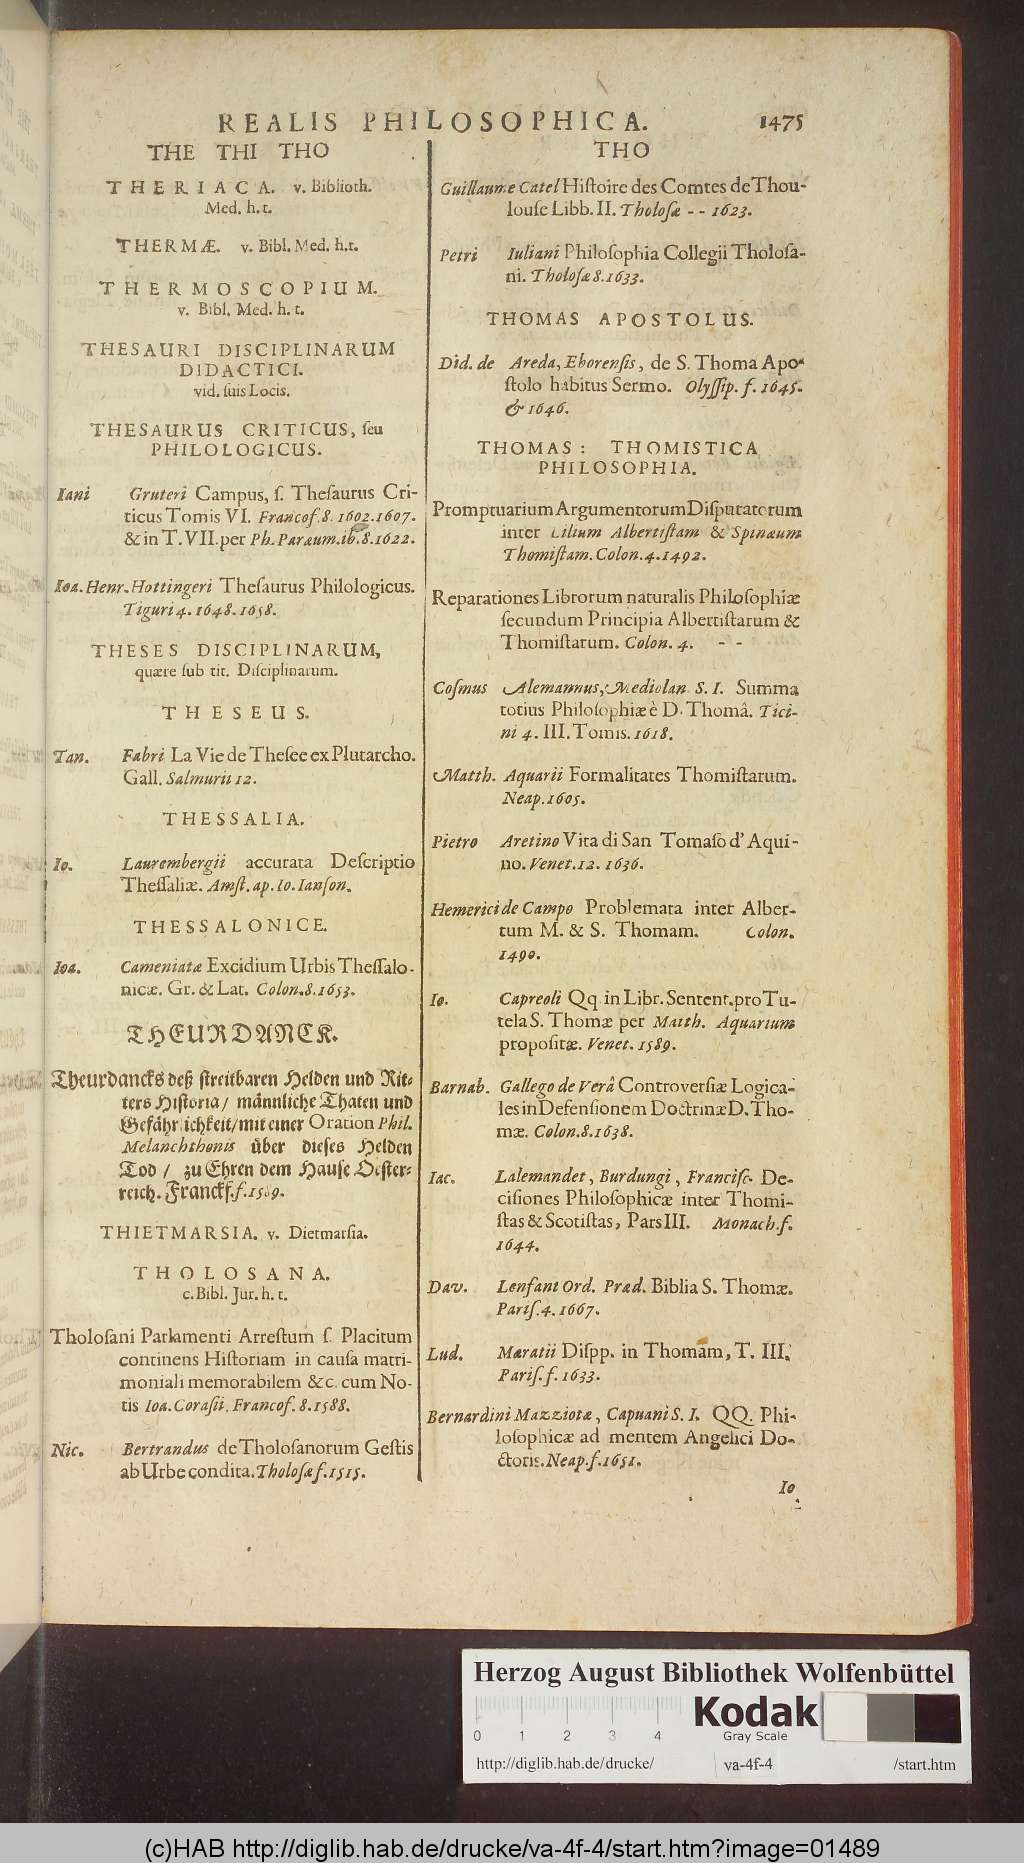 REALIS PHILOSOPHICA. 1475
THE THI THO
THERIACA. v. Biblioth.
Med. h.t.
THERMÆ. v. Bibl. Med. h.t.
THERMOSCOPIUM.
v. Bibl. Med. h. t.
THESAURI DISCIPLINARUM
DIDACTICI.
vid. ſuis Locis.
THESAURUS CRITICUS, ſeu
PHILOLOGICUS.
Iani Gruteri Campus, ſ. Theſaurus Cri-
ticus Tomis VI. Francof. 8. 1602. 1607.
& in T. VII. per Ph. Paræum. ib. 8. 1622.
Ioa. Henr. Hottingeri Theſaurus Philologicus.
Tiguri 4. 1648. 1658.
THESES DISCIPLINARUM,
quære ſub tit. Diſciplinarum.
THESEUS.
Tan. Fabri La Vie de Theſee ex Plutarcho.
Gall. Salmurii 12.
THESSALIA.
Io. Laurembergii accurata Deſcriptio
Theſſaliæ. Amſt. ap. Io. Ianſon.
THESSALONICE.
Ioa. Cameniatæ Excidium Urbis Theſſalo-
nicæ. Gr. & Lat. Colon. 8. 1653.
THEURDANCK.
Theurdancks deß ſtreitbaren Helden und Rit-
ters Hiſtoria/ männliche Thaten und
Gefährlichkeit/ mit einer Oration Phil.
Melanchthonis über dieſes Helden
Tod / zu Ehren dem Hauſe Oeſter-
reich. Franckf. f. 1589.
THIETMARSIA. v. Dietmarſia.
THOLOSANA.
c. Bibl. Jur. h. t.
Tholoſani Parlamenti Arreſtum ſ. Placitum
continens Hiſtoriam in cauſa matri-
moniali memorabilem &c. cum No-
tis Ioa. Coraſii. Francof. 8. 1588.
Nic. Bertrandus de Tholoſanorum Geſtis
ab Urbe condita. Tholoſæ f. 1515.
THO
Guillaume Catel Hiſtoire des Comtes de Thou-
louſe Libb. II. Tholoſæ - - 1623.
Petri Iuliani Philoſophia Collegii Tholoſa-
ni. Tholoſæ 8. 1633.
THOMAS APOSTOLUS.
Did. de Areda, Eborenſis, de S. Thoma Apo-
ſtolo habitus Sermo. Olyſſip. f. 1645.
& 1646.
THOMAS: THOMISTICA
PHILOSOPHIA.
Promptuarium Argumentorum Diſputatorum
inter Lilium Albertiſtam & Spinæum
Thomiſtam. Colon. 4. 1492.
Reparationes Librorum naturalis Philoſophiæ
ſecundum Principia Albertiſtarum &
Thomiſtarum. Colon. 4. - -
Coſmus Alemannus, Mediolan. S. I. Summa
totius Philoſophiæ è D. Thomâ. Tici-
ni 4. III. Tomis. 1618.
Matth. Aquarii Formalitates Thomiſtarum.
Neap. 1605.
Pietro Aretino Vita di San Tomaſo d' Aqui-
no. Venet. 12. 1636.
Hemerici de Campo Problemata inter Alber-
tum M. & S. Thomam. Colon.
1490.
Io. Capreoli Qq. in Libr. Sentent. pro Tu-
tela S. Thomæ per Matth. Aquarium
propoſitæ. Venet. 1589.
Barnab. Gallego de Verâ Controverſiæ Logica-
les in Defenſionem Doctrinæ D. Tho-
mæ. Colon. 8. 1638.
Iac. Lalemandet, Burdungi, Franciſc. De-
ciſiones Philoſophicæ inter Thomi-
ſtas & Scotiſtas, Pars III. Monach. f.
1644.
Dav. Lenfant Ord. Præd. Biblia S. Thomæ.
Pariſ. 4. 1667.
Lud. Maratii Diſpp. in Thomam, T. III.
Pariſ. f. 1633.
Bernardini Mazziotæ, Capuani S. I. QQ. Phi-
loſophicæ ad mentem Angelici Do-
ctoris. Neap. f. 1651.
Io
Herzog August Bibliothek Wolfenbüttel
0 1 2 3 4
Kodak
Gray Scale
http://diglib.hab.de/drucke/ va-4f-4 /start.htm
(c)HAB http://diglib.hab.de/drucke/va-4f-4/start.htm?image=01489